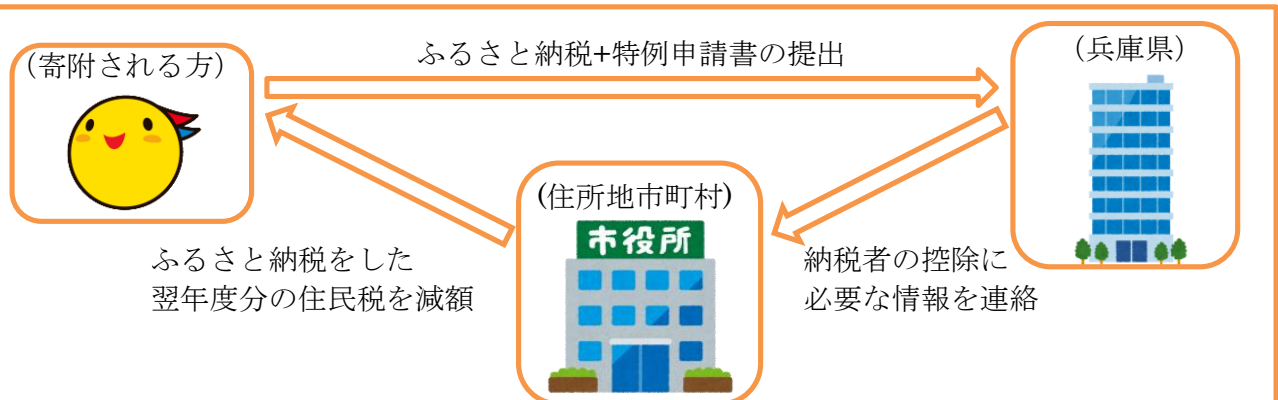 （寄附される方）
ふるさと納税+特例申請書の提出
（兵庫県）
(住所地市町村)
市役所
ふるさと納税をした
翌年度分の住民税を減額
納税者の控除に
必要な情報を連絡